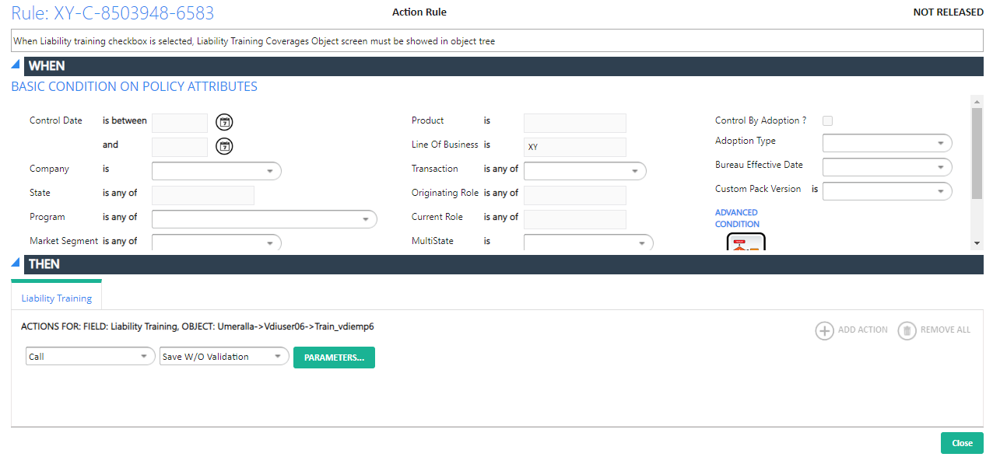 Rule: XY-C-8503948-6583
Action Rule
NOT RELEASED
When Liability training checkbox is selected, Liability Training Coverages Object screen must be showed in object tree
WHEN
BASIC CONDITION ON POLICY ATTRIBUTES
Control Date is between 7 Product is Control By Adoption ?
and 7 Line Of Business is XY Adoption Type
Company is Transaction is any of Bureau Effective Date
State is any of Originating Role is any of Custom Pack Version is
Program is any of Current Role is any of ADVANCED
CONDITION
Market Segment is any of MultiState is
THEN
Liability Training
ACTIONS FOR: FIELD: Liability Training, OBJECT: Umeralla->Vdiuser06->Train_vdiemp6
ADD ACTION REMOVE ALL
Call Save W/O Validation PARAMETERS...
Close